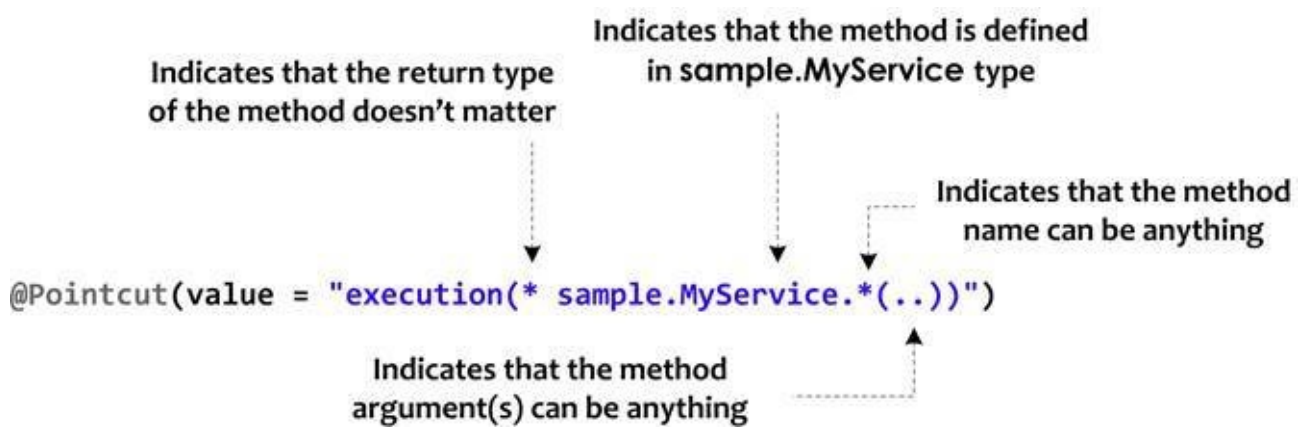 Indicates that the method is defined
in sample.MyService type
Indicates that the return type
of the method doesn't matter
Indicates that the method
name can be anything
@Pointcut(value = "execution(* sample.MyService.*(..))")
Indicates that the method
argument(s) can be anything